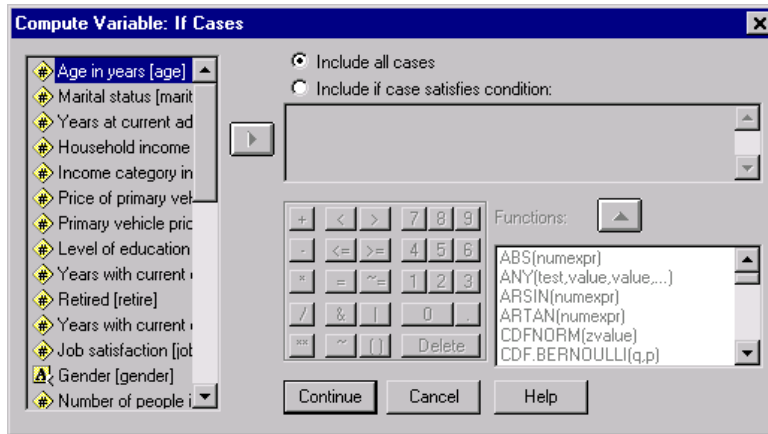 Compute Variable: If Cases
Age in years [age]
Marital status [marit
Years at current ad
Household income
Income category in
Price of primary veh
Primary vehicle pric
Level of education
Years with current
Retired [retire]
Years with current
Job satisfaction [job
Gender [gender]
Number of people i
Include all cases
Include if case satisfies condition:
+ < > 7 8 9
- <= >= 4 5 6
* = ~= 1 2 3
/ & | 0 .
** ~ () Delete
Functions:
ABS(numexpr)
ANY(test,value,value,...)
ARSIN(numexpr)
ARTAN(numexpr)
CDFNORM(zvalue)
CDF.BERNOULLI(q,p)
Continue Cancel Help